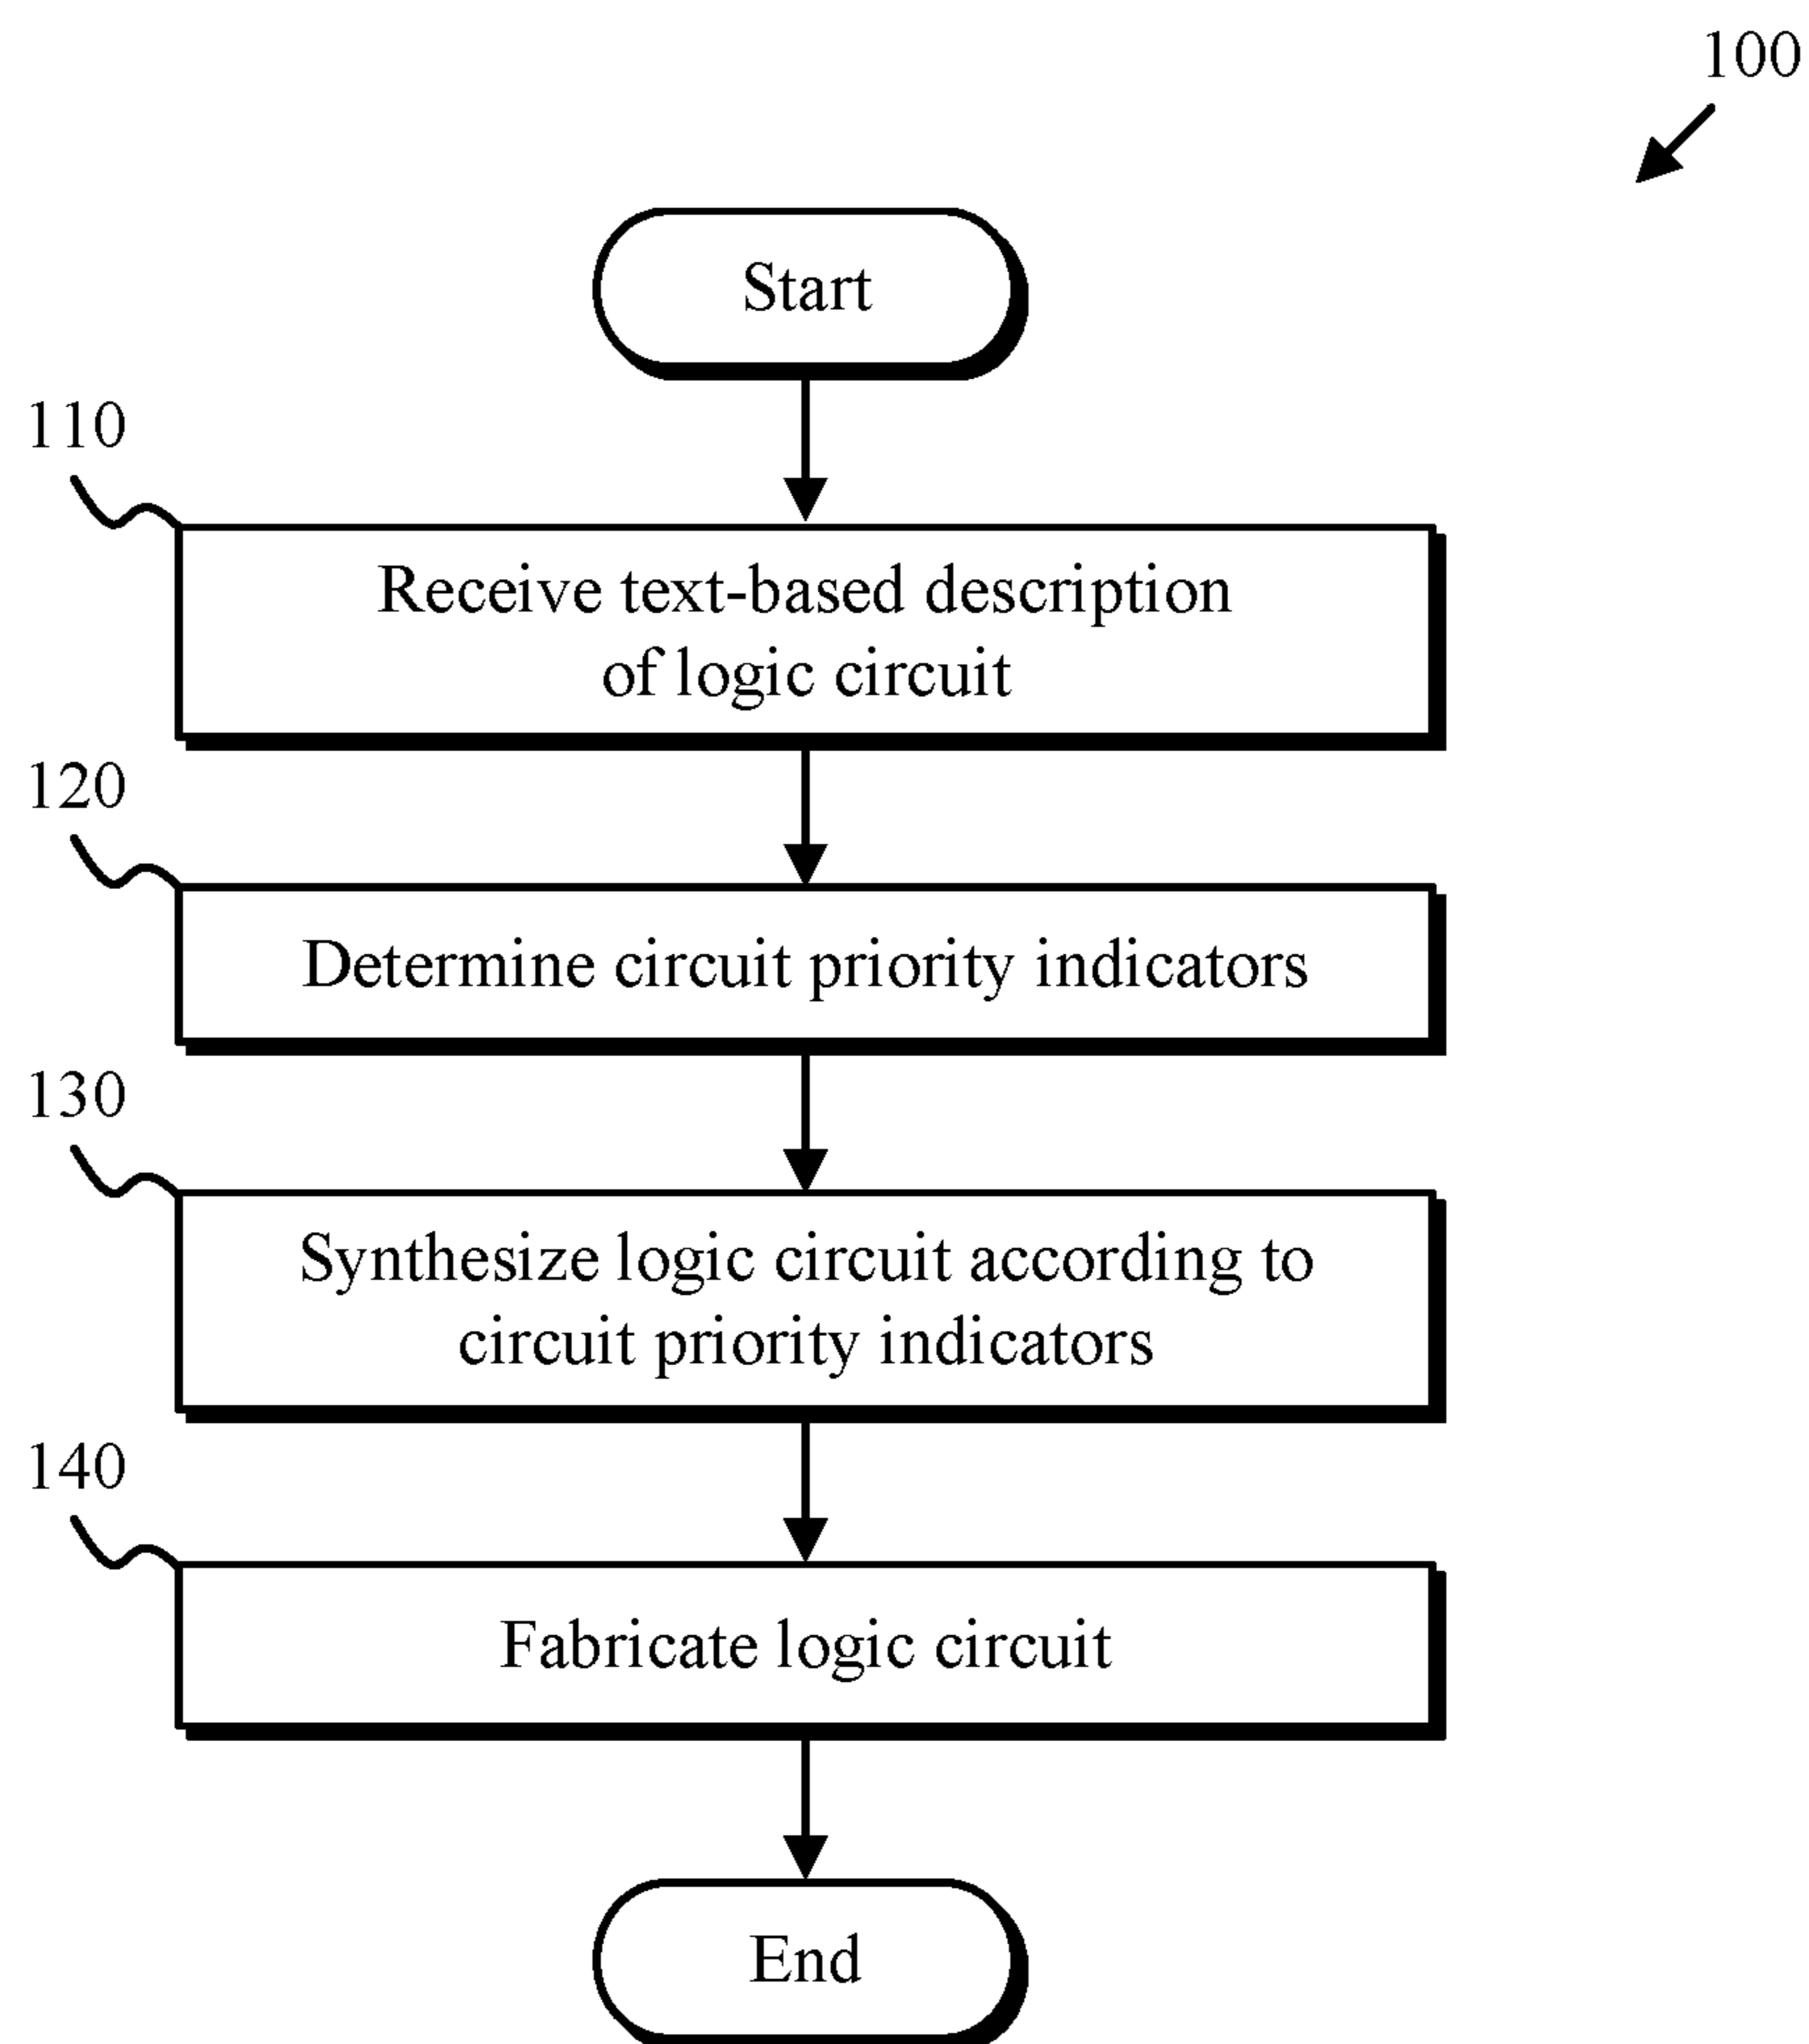 100
Start
110
Receive text-based description
of logic circuit
120
Determine circuit priority indicators
130
Synthesize logic circuit according to
circuit priority indicators
140
Fabricate logic circuit
End